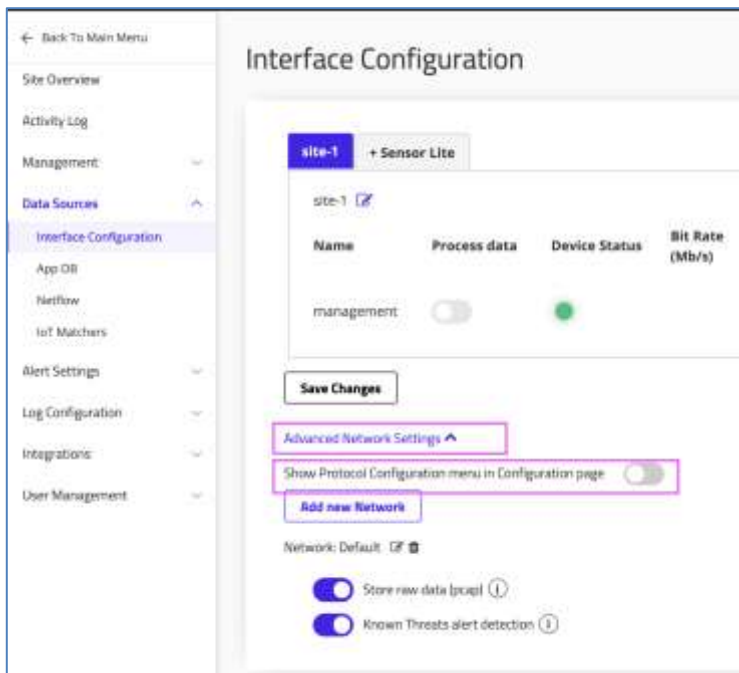 ← Back To Main Menu
Site Overview
Activity Log
Management
Data Sources
Interface Configuration
App DB
Netflow
IoT Matchers
Alert Settings
Log Configuration
Integrations
User Management
Interface Configuration
site-1
+ Sensor Lite
site-1
Name Process data Device Status Bit Rate
(Mb/s)
management
Save Changes
Advanced Network Settings
Show Protocol Configuration menu in Configuration page
Add new Network
Network: Default
Store raw data (pcap) i
Known Threats alert detection i